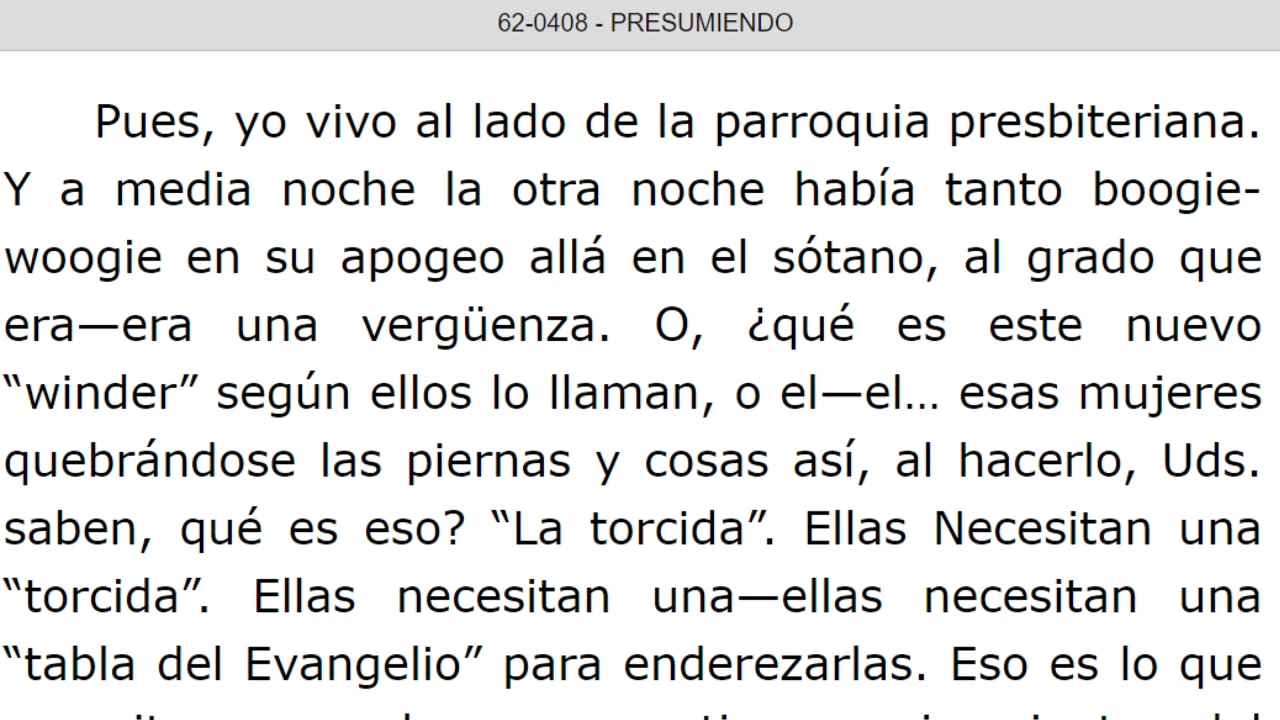 62-0408 - PRESUMIENDO
Pues, yo vivo al lado de la parroquia presbiteriana.
Y a media noche la otra noche había tanto boogie-
woogie en su apogeo allá en el sótano, al grado que
era—era una vergüenza. O, ¿qué es este nuevo
“winder” según ellos lo llaman, o el—el… esas mujeres
quebrándose las piernas y cosas así, al hacerlo, Uds.
saben, qué es eso? “La torcida”. Ellas Necesitan una
“torcida”. Ellas necesitan una—ellas necesitan una
“tabla del Evangelio” para enderezarlas. Eso es lo que